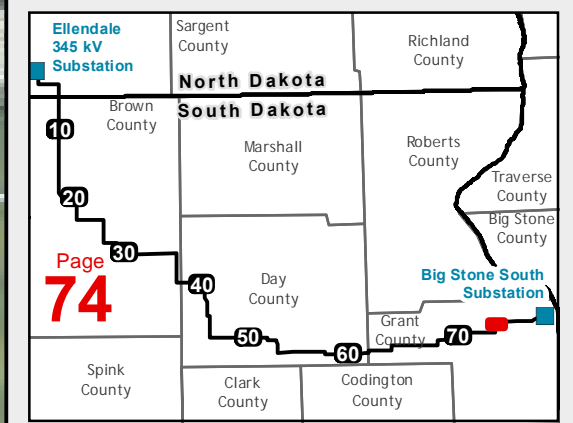 Ellendale
345 kV
Substation
Sargent
County
Richland
County
North Dakota
South Dakota
Brown
County
10
Marshall
County
Roberts
County
Traverse
County
20
Big Stone
County
30
Page
74
40
Day
County
Big Stone South
Substation
Grant
County
50
60
70
Spink
County
Clark
County
Codington
County